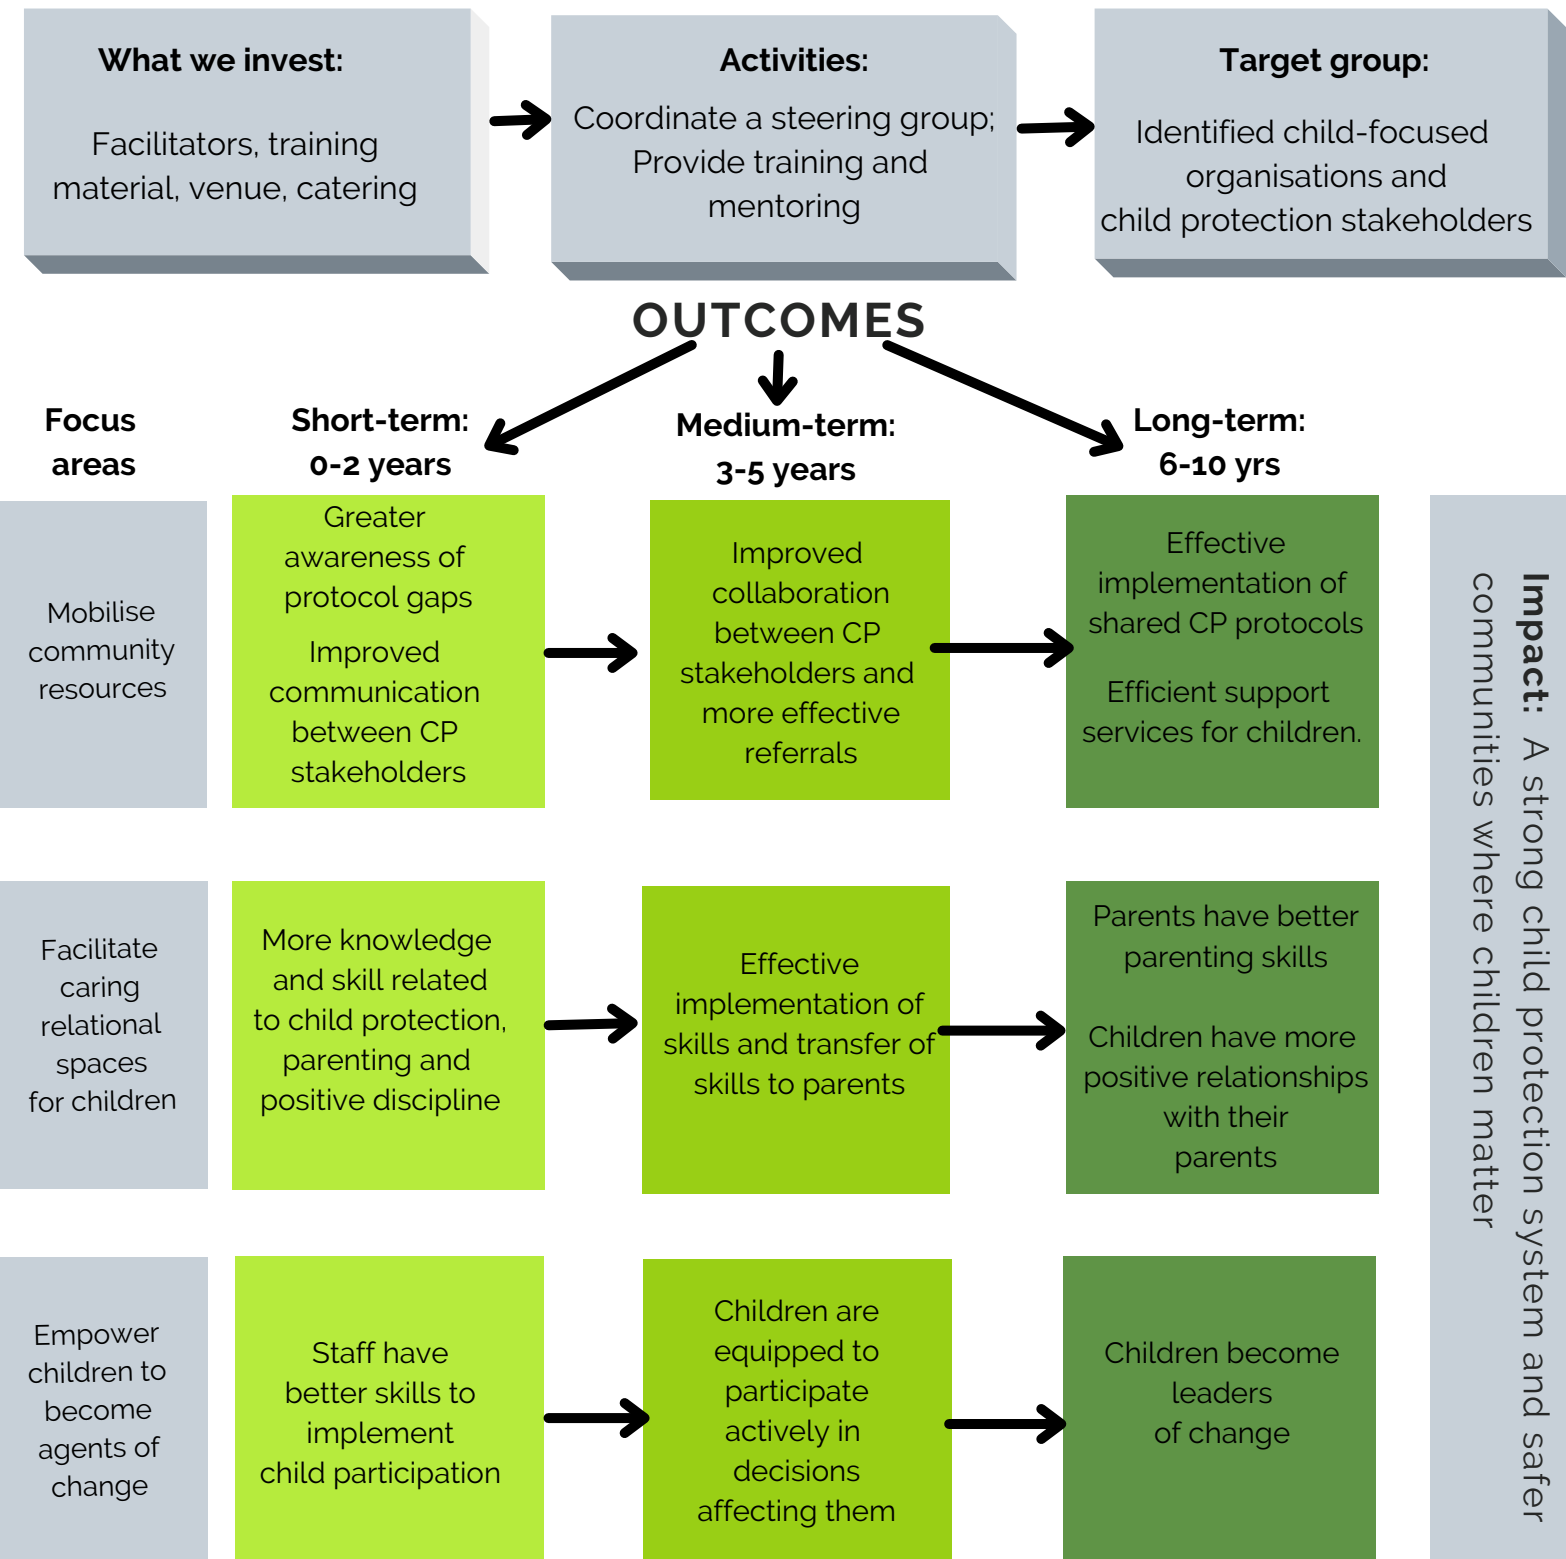 What we invest:
Facilitators, training
material, venue, catering
Activities:
Coordinate a steering group;
Provide training and
mentoring
Target group:
Identified child-focused
organisations and
child protection stakeholders
OUTCOMES
Focus
areas
Short-term:
0-2 years
Medium-term:
3-5 years
Long-term:
6-10 yrs
Mobilise
community
resources
Greater
awareness of
protocol gaps
Improved
communication
between CP
stakeholders
Improved
collaboration
between CP
stakeholders and
more effective
referrals
Effective
implementation of
shared CP protocols
Efficient support
services for children.
Facilitate
caring
relational
spaces
for children
More knowledge
and skill related
to child protection,
parenting and
positive discipline
Effective
implementation of
skills and transfer of
skills to parents
Parents have better
parenting skills
Children have more
positive relationships
with their
parents
Empower
children to
become
agents of
change
Staff have
better skills to
implement
child participation
Children are
equipped to
participate
actively in
decisions
affecting them
Children become
leaders
of change
Impact: A strong child protection system and safer
communities where children matter